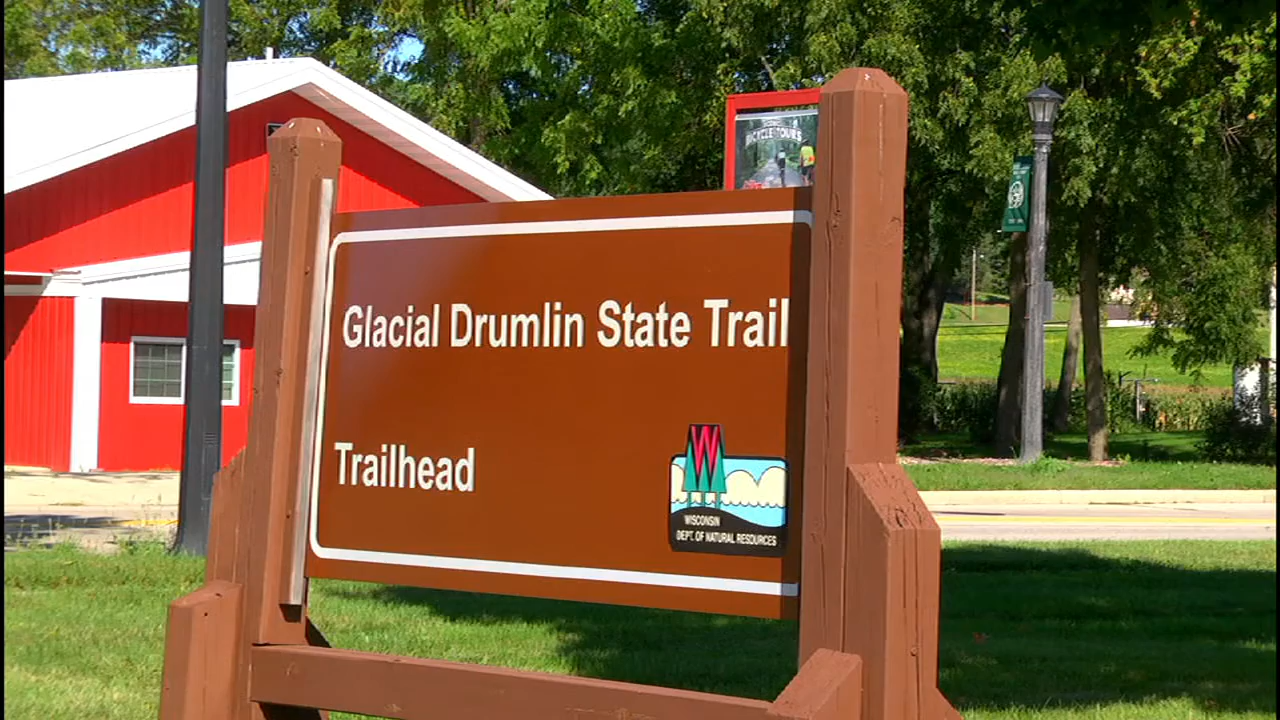 BICYCLE TOURS
Glacial Drumlin State Trail
Trailhead
W
WISCONSIN
DEPT. OF NATURAL RESOURCES